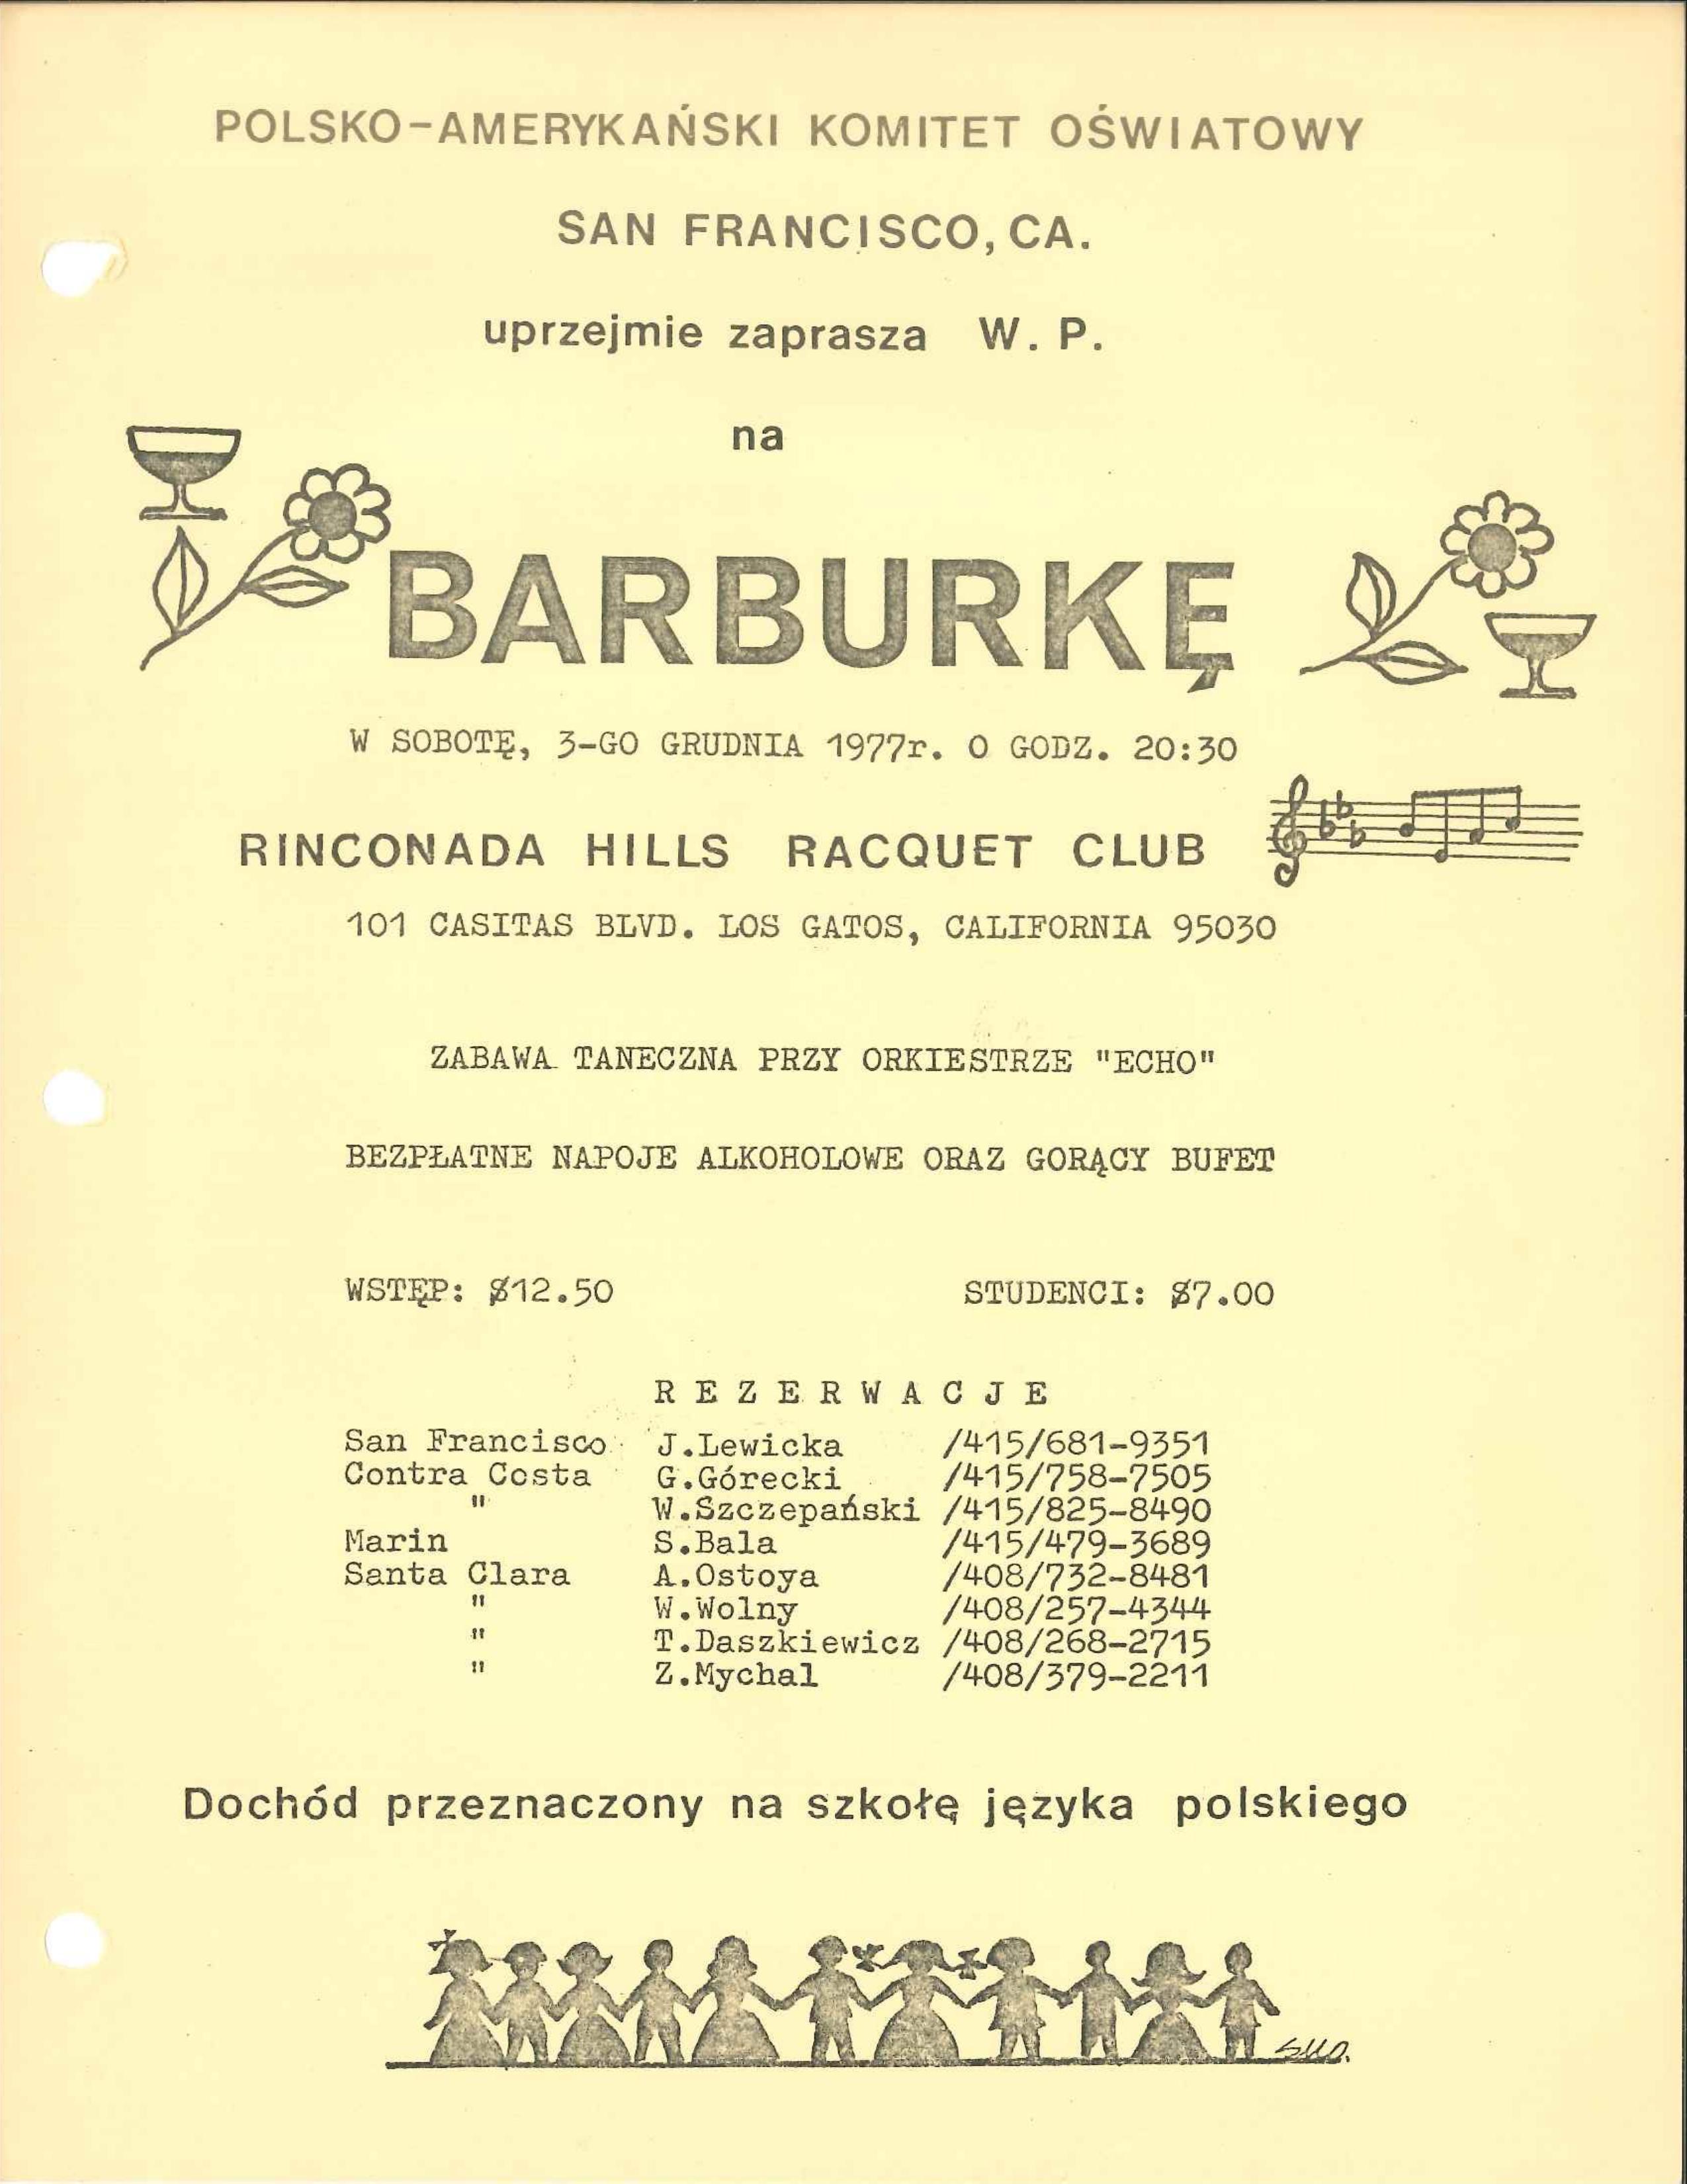 POLSKO-AMERYKAŃSKI KOMITET OŚWIATOWY
SAN FRANCISCO, CA.
uprzejmie zaprasza W. P.
na
BARBURKĘ
W SOBOTĘ, 3-GO GRUDNIA 1977r. O GODZ. 20:30
RINCONADA HILLS RACQUET CLUB
101 CASITAS BLVD. LOS GATOS, CALIFORNIA 95030
ZABAWA TANECZNA PRZY ORKIESTRZE "ECHO"
BEZPŁATNE NAPOJE ALKOHOLOWE ORAZ GORĄCY BUFET
WSTĘP: $12.50 STUDENCI: $7.00
R E Z E R W A C J E
San Francisco J.Lewicka /415/681-9351
Contra Costa G.Górecki /415/758-7505
" W.Szczepański /415/825-8490
Marin S.Bala /415/479-3689
Santa Clara A.Ostoya /408/732-8481
" W.Wolny /408/257-4344
" T.Daszkiewicz /408/268-2715
" Z.Mychal /408/379-2211
Dochód przeznaczony na szkołę języka polskiego